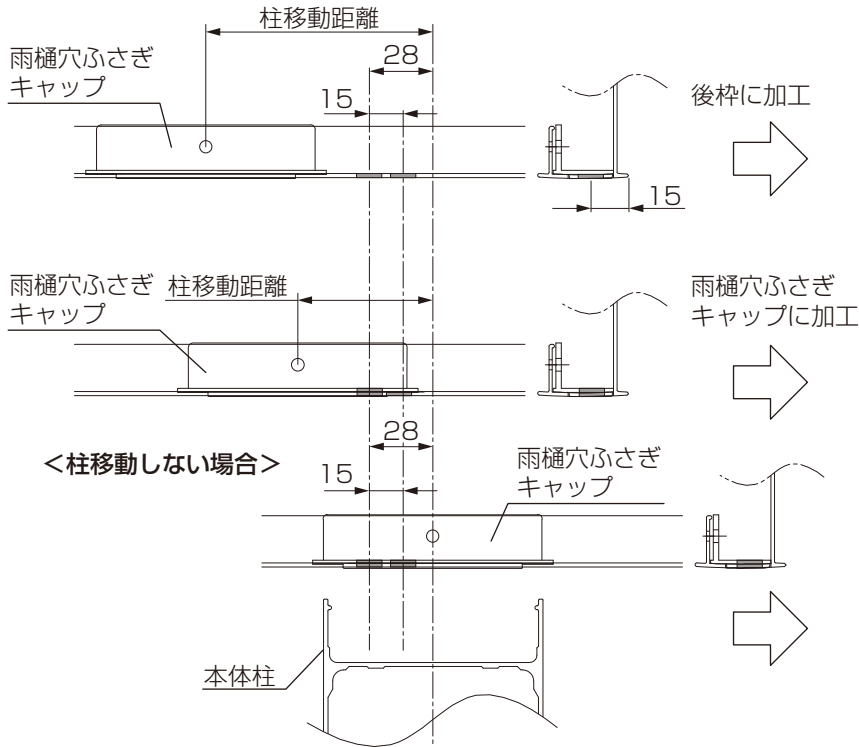 柱移動距離
28
雨樋穴ふさぎ
キャップ
15
後枠に加工
15
雨樋穴ふさぎ
キャップ
柱移動距離
雨樋穴ふさぎ
キャップに加工
<柱移動しない場合>
28
15
雨樋穴ふさぎ
キャップ
本体柱